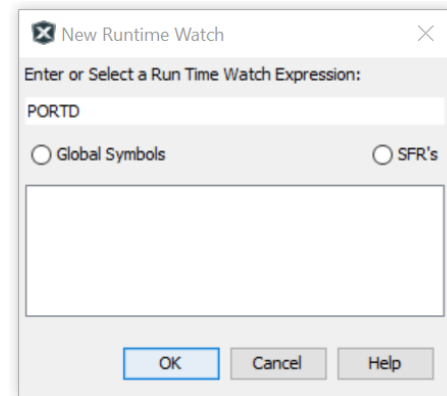 New Runtime Watch
Enter or Select a Run Time Watch Expression:
PORTD
Global Symbols SFR's
OK Cancel Help